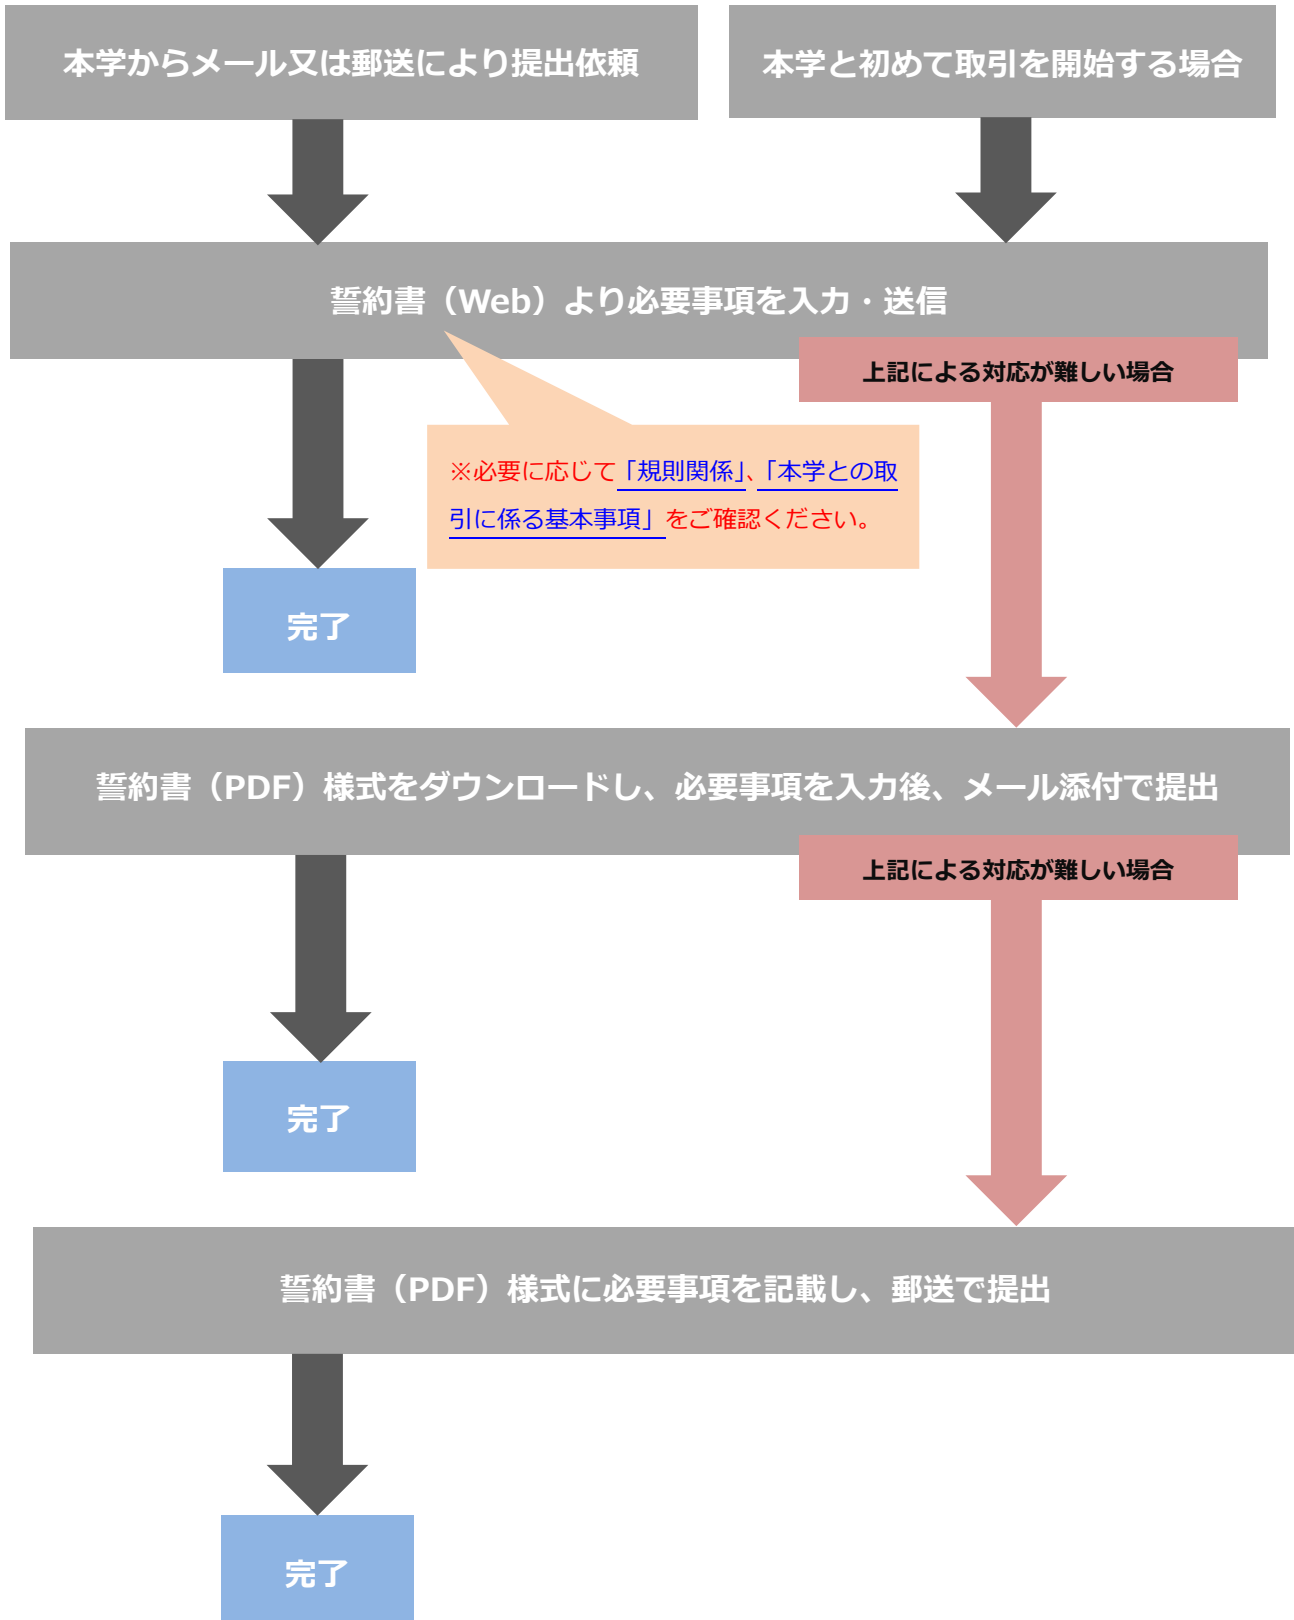 本学からメール又は郵送により提出依頼
本学と初めて取引を開始する場合
誓約書（Web）より必要事項を入力・送信
上記による対応が難しい場合
※必要に応じて「規則関係」、「本学との取
引に係る基本事項」をご確認ください。
完了
誓約書（PDF）様式をダウンロードし、必要事項を入力後、メール添付で提出
上記による対応が難しい場合
完了
誓約書（PDF）様式に必要事項を記載し、郵送で提出
完了